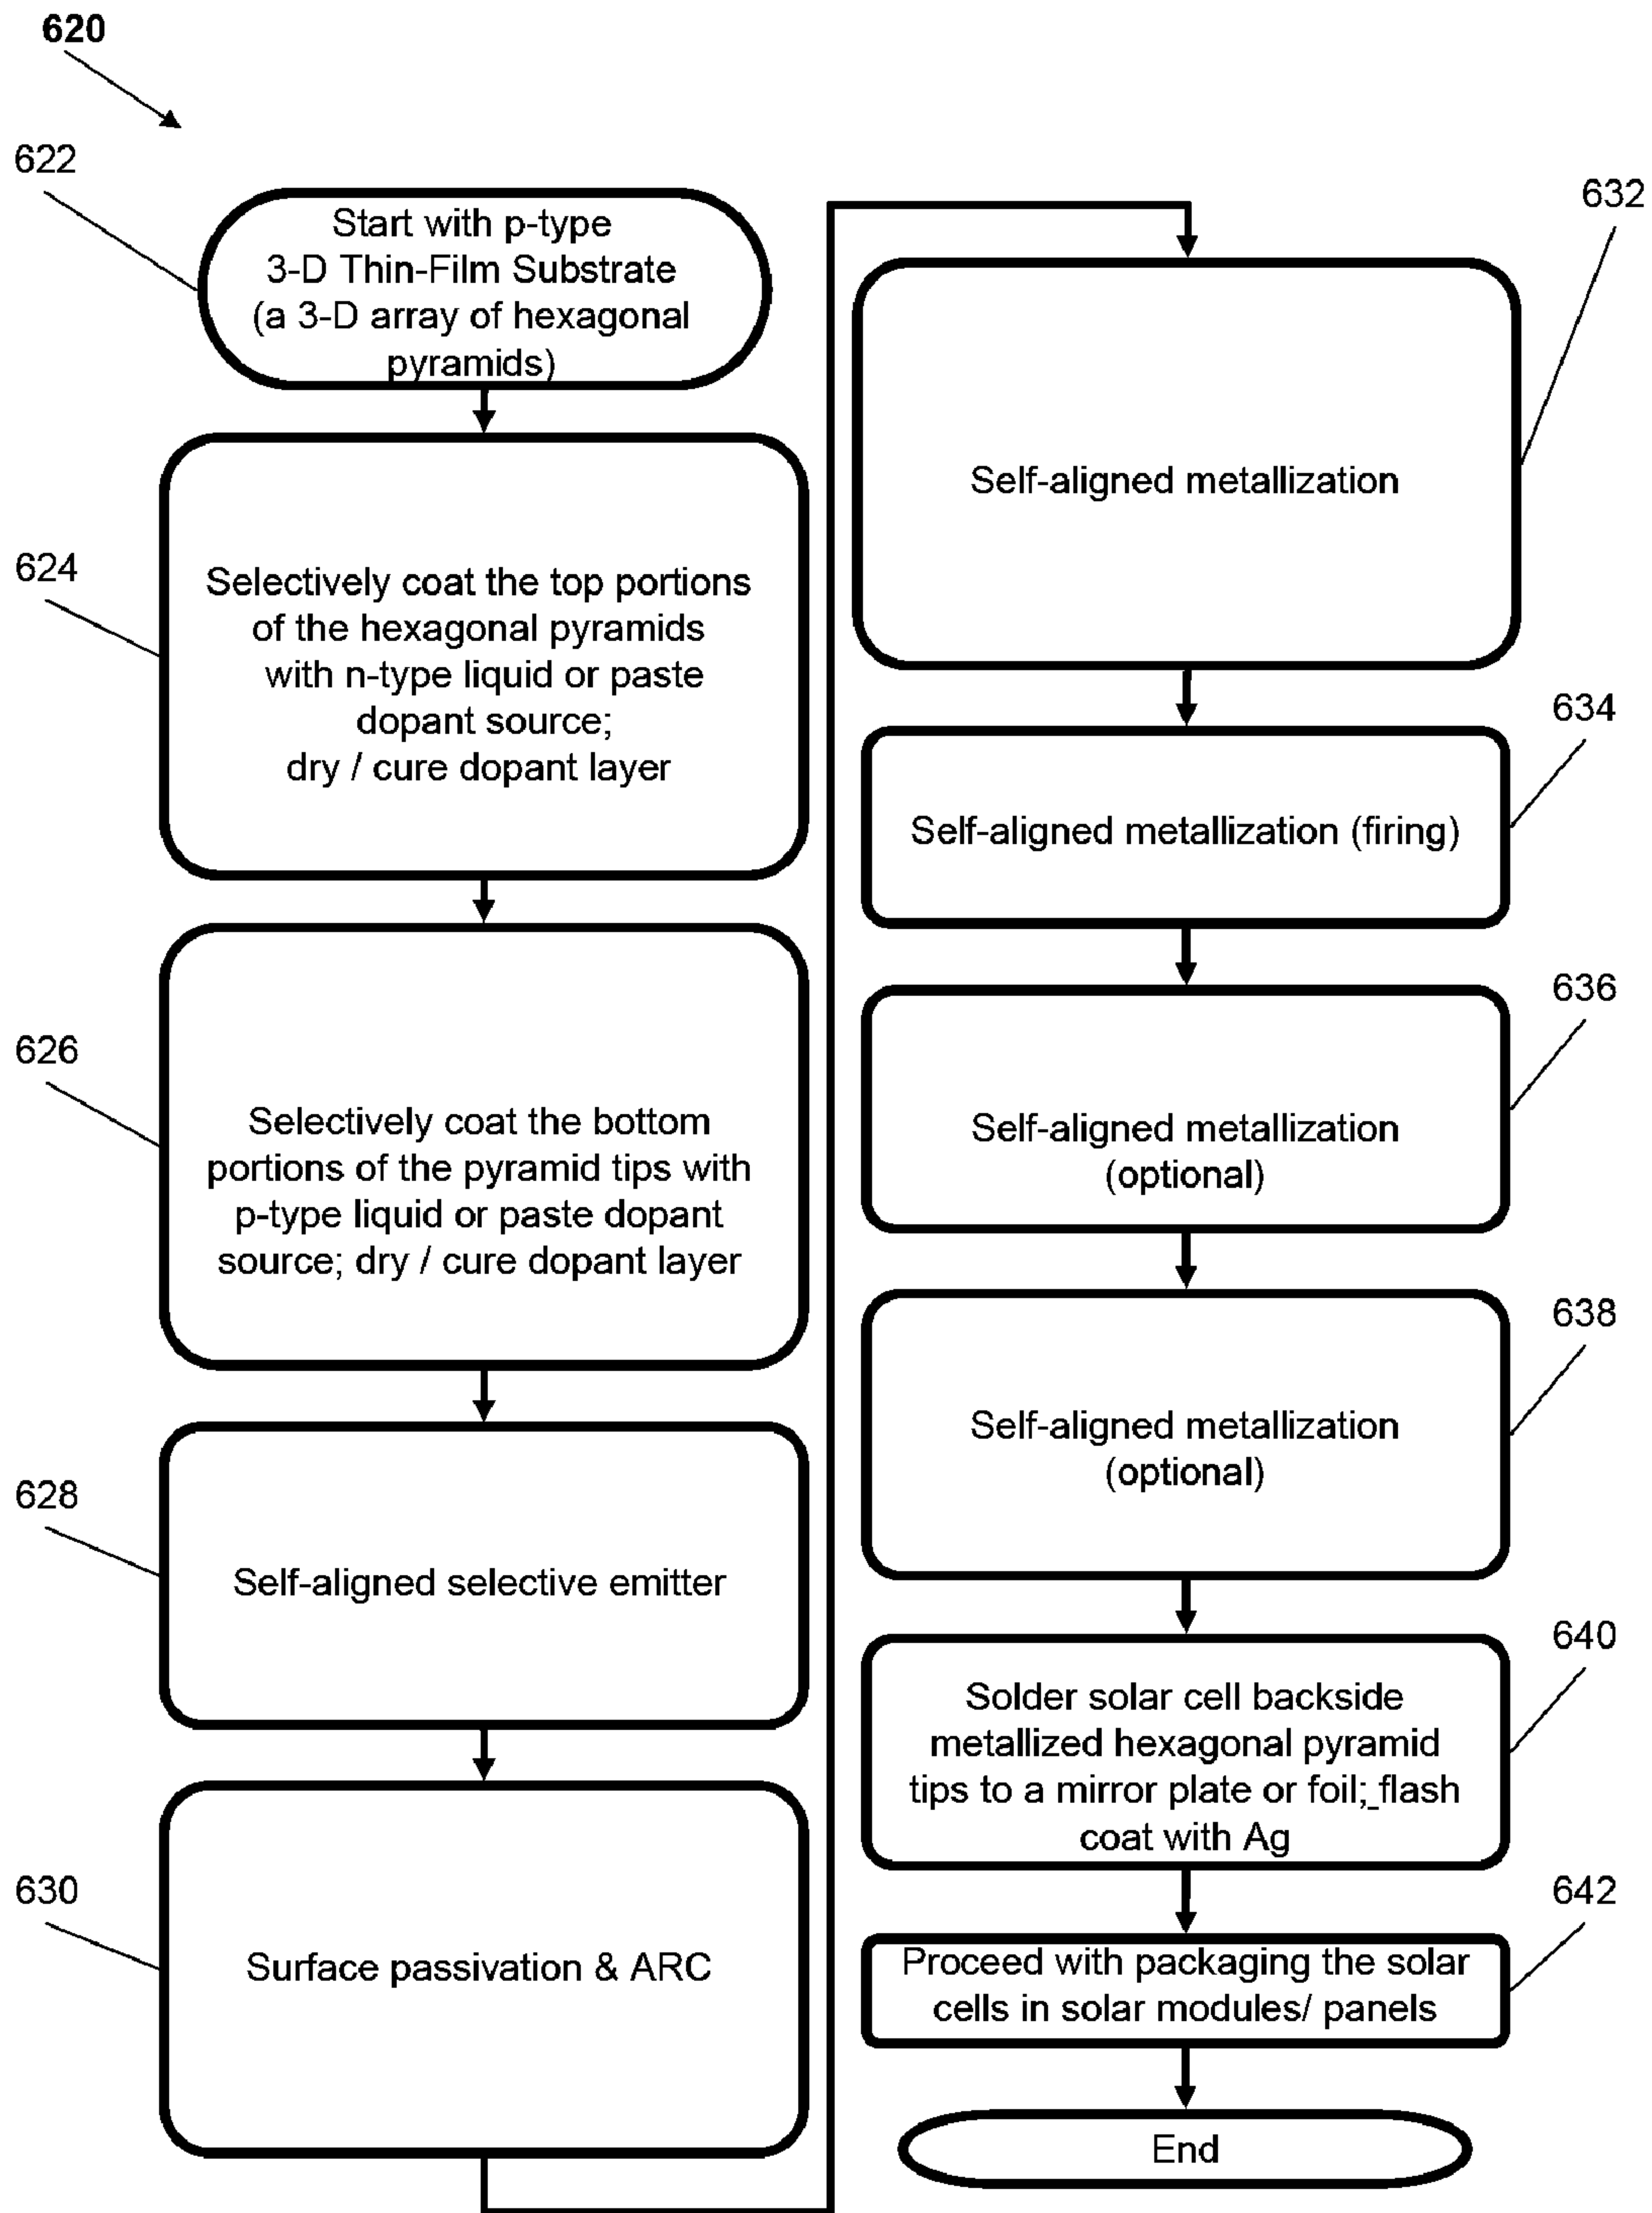 620
622
Start with p-type
3-D Thin-Film Substrate
(a 3-D array of hexagonal
pyramids)
624
Selectively coat the top portions
of the hexagonal pyramids
with n-type liquid or paste
dopant source;
dry / cure dopant layer
626
Selectively coat the bottom
portions of the pyramid tips with
p-type liquid or paste dopant
source; dry / cure dopant layer
628
Self-aligned selective emitter
630
Surface passivation & ARC
632
Self-aligned metallization
634
Self-aligned metallization (firing)
636
Self-aligned metallization
(optional)
638
Self-aligned metallization
(optional)
640
Solder solar cell backside
metallized hexagonal pyramid
tips to a mirror plate or foil; flash
coat with Ag
642
Proceed with packaging the solar
cells in solar modules/ panels
End